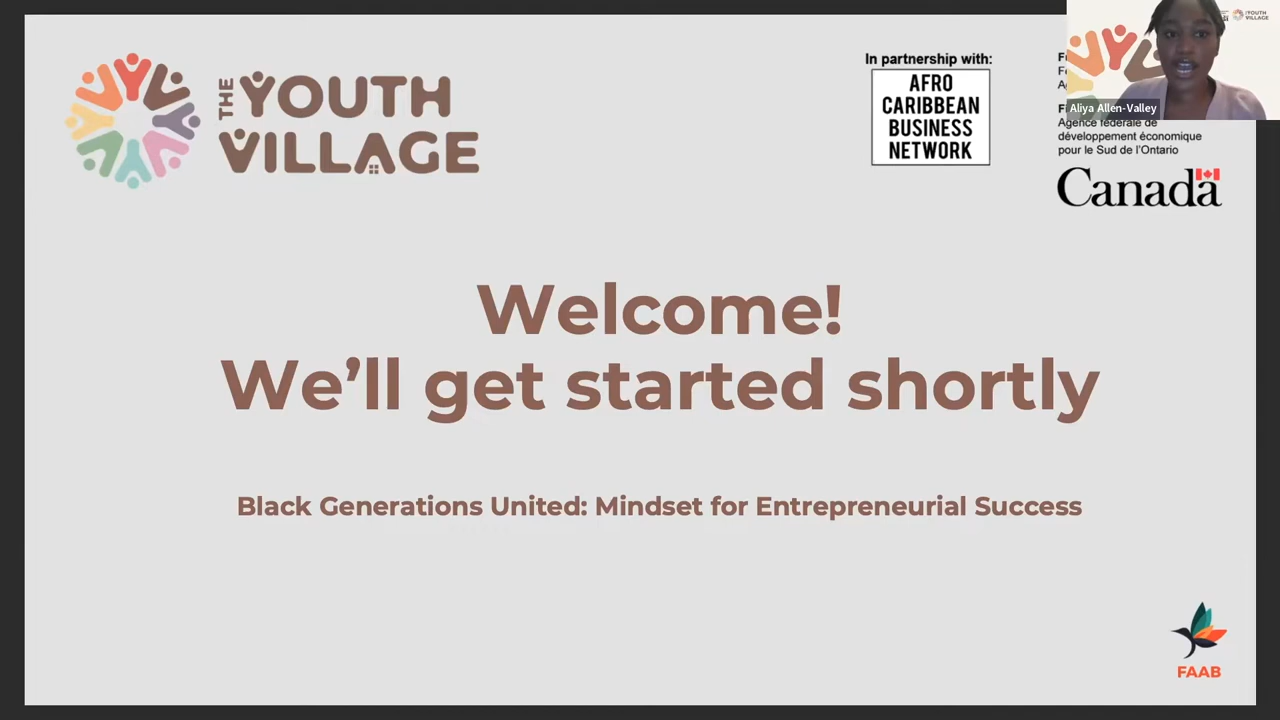 THE YOUTH
VILLAGE
In partnership with:
AFRO
CARIBBEAN
BUSINESS
NETWORK
YOUTH
VILLAGE
Aliya Allen-Valley
Agence fédérale de
développement économique
pour le Sud de l'Ontario
Canada
Welcome!
We'll get started shortly
Black Generations United: Mindset for Entrepreneurial Success
FAAB